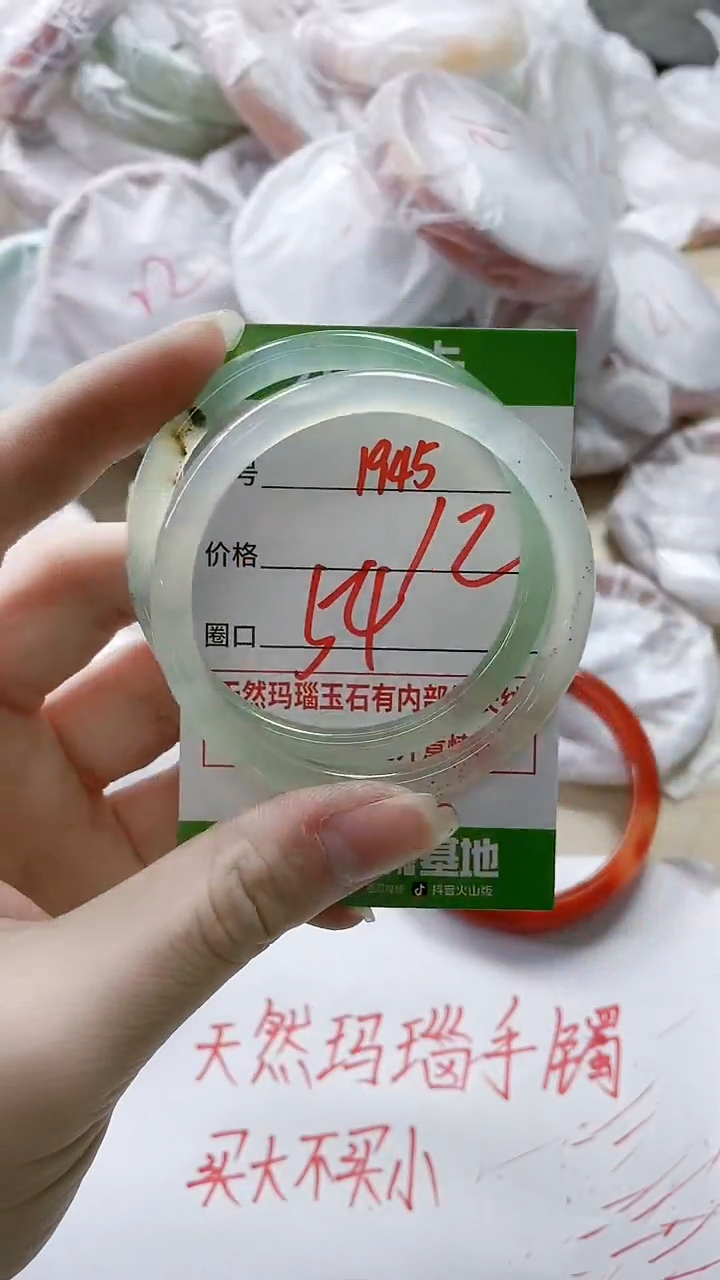 号 1945
价格 12
圈口 54
天然玛瑙玉石有内部
基地
抖音火山版
天然玛瑙手镯
买大不买小